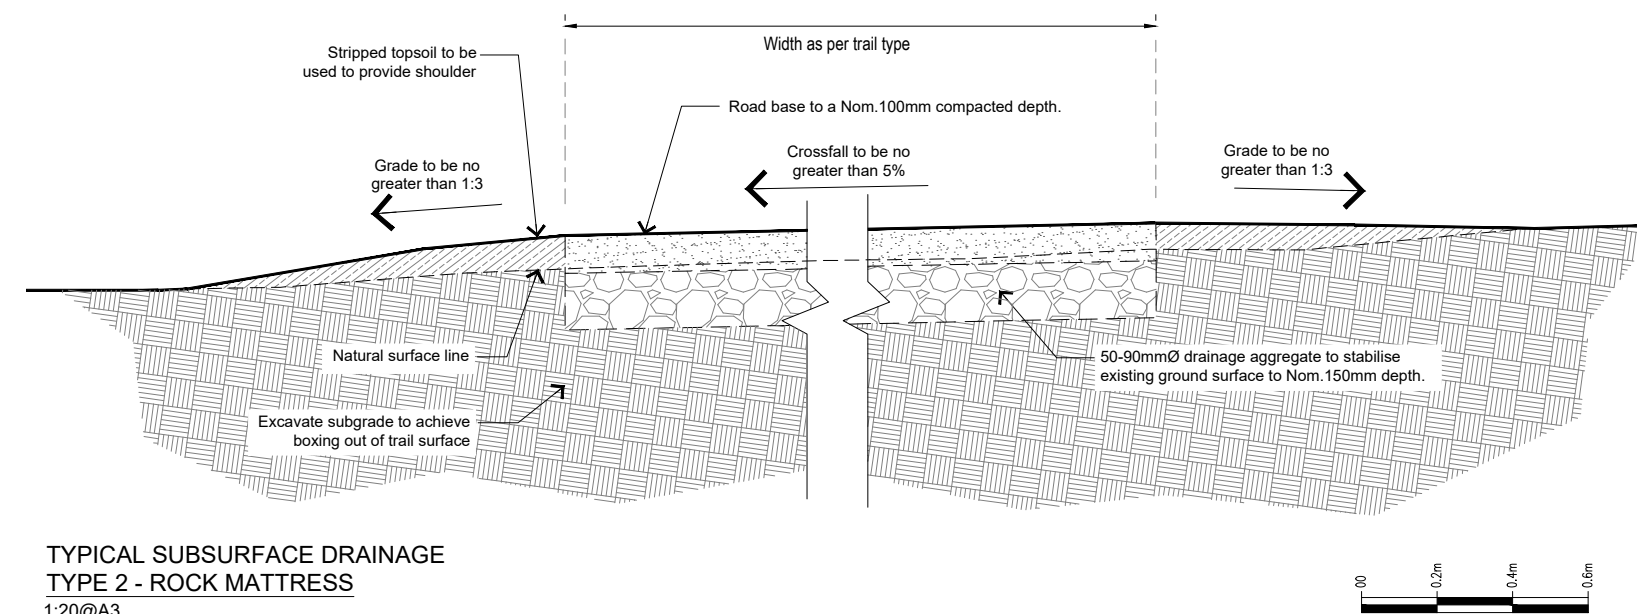 Width as per trail type
Stripped topsoil to be
used to provide shoulder
Road base to a Nom.100mm compacted depth.
Grade to be no
greater than 1:3
Crossfall to be no
greater than 5%
Grade to be no
greater than 1:3
Natural surface line
50-90mmØ drainage aggregate to stabilise
existing ground surface to Nom.150mm depth.
Excavate subgrade to achieve
boxing out of trail surface
TYPICAL SUBSURFACE DRAINAGE
TYPE 2 - ROCK MATTRESS
1:20@A3
00
0.2m
0.4m
0.6m